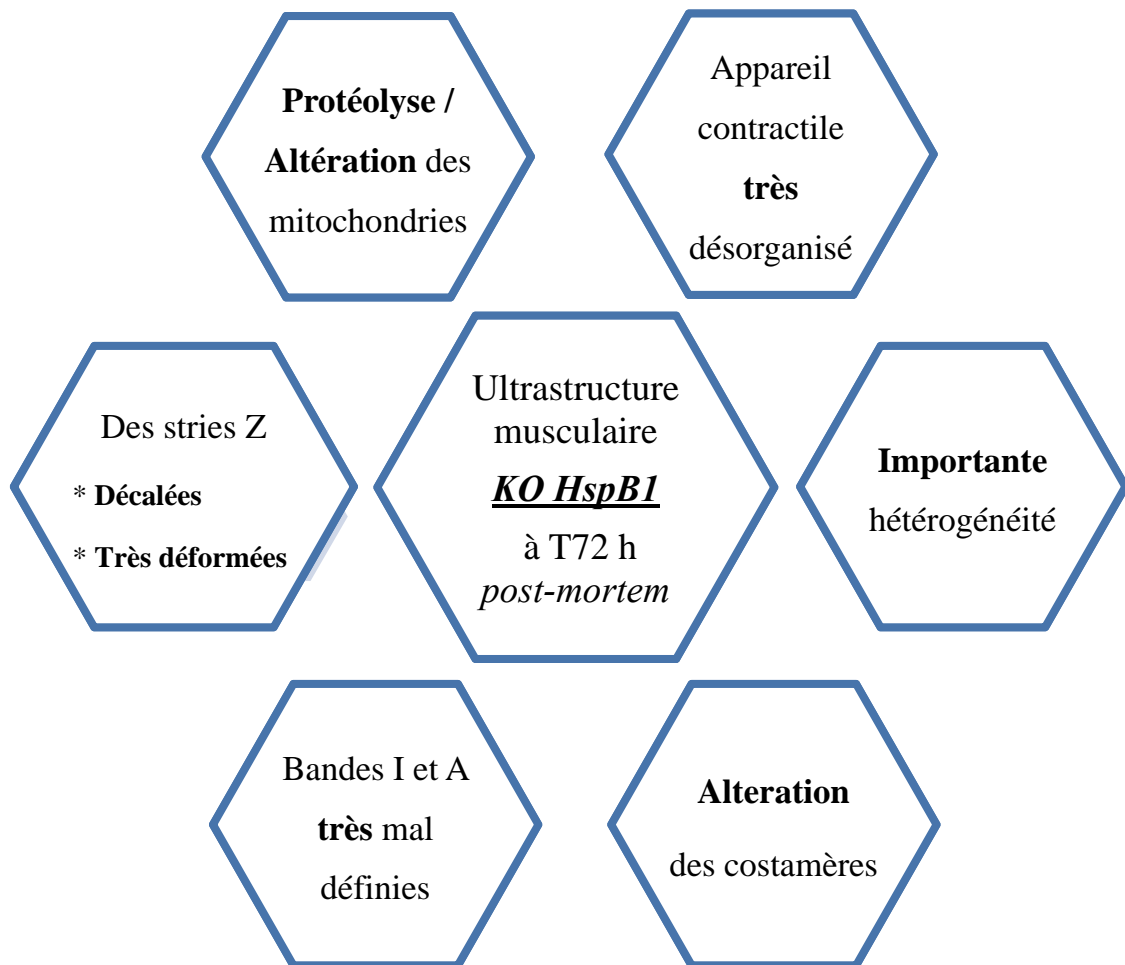 Protéolyse /
Altération des
mitochondries
Appareil
contractile
très
désorganisé
Des stries Z
* Décalées
* Très déformées
Ultrastructure
musculaire
KO HspB1
à T72 h
post-mortem
Importante
hétérogénéité
Bandes I et A
très mal
définies
Alteration
des costamères